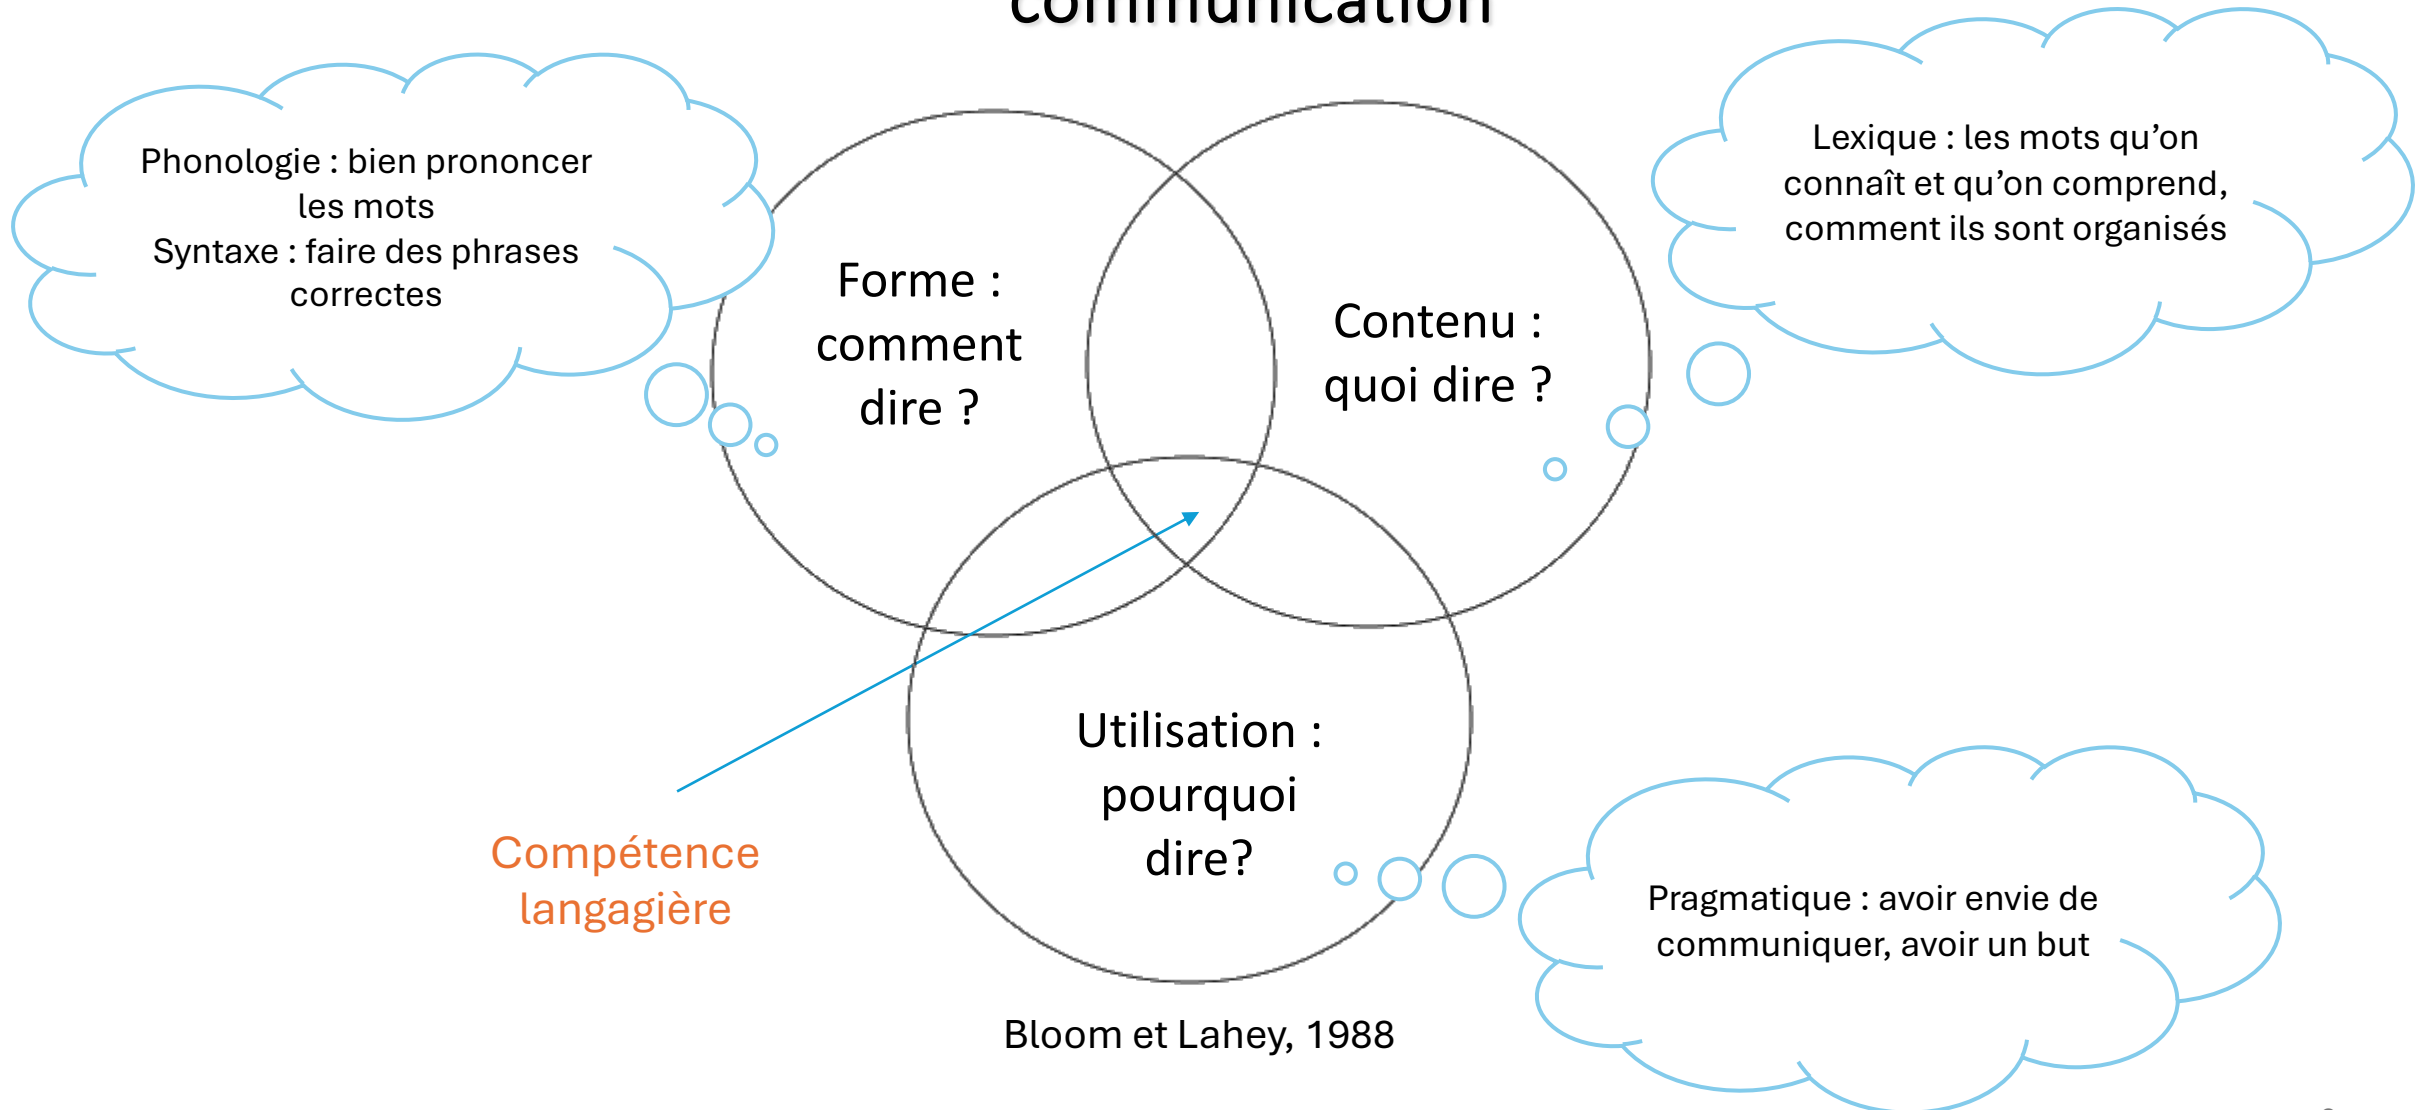 communication
Phonologie : bien prononcer
les mots
Syntaxe : faire des phrases
correctes
Forme :
comment
dire ?
Contenu :
quoi dire ?
Lexique : les mots qu’on
connaît et qu’on comprend,
comment ils sont organisés
Utilisation :
pourquoi
dire?
Compétence
langagière
Pragmatique : avoir envie de
communiquer, avoir un but
Bloom et Lahey, 1988